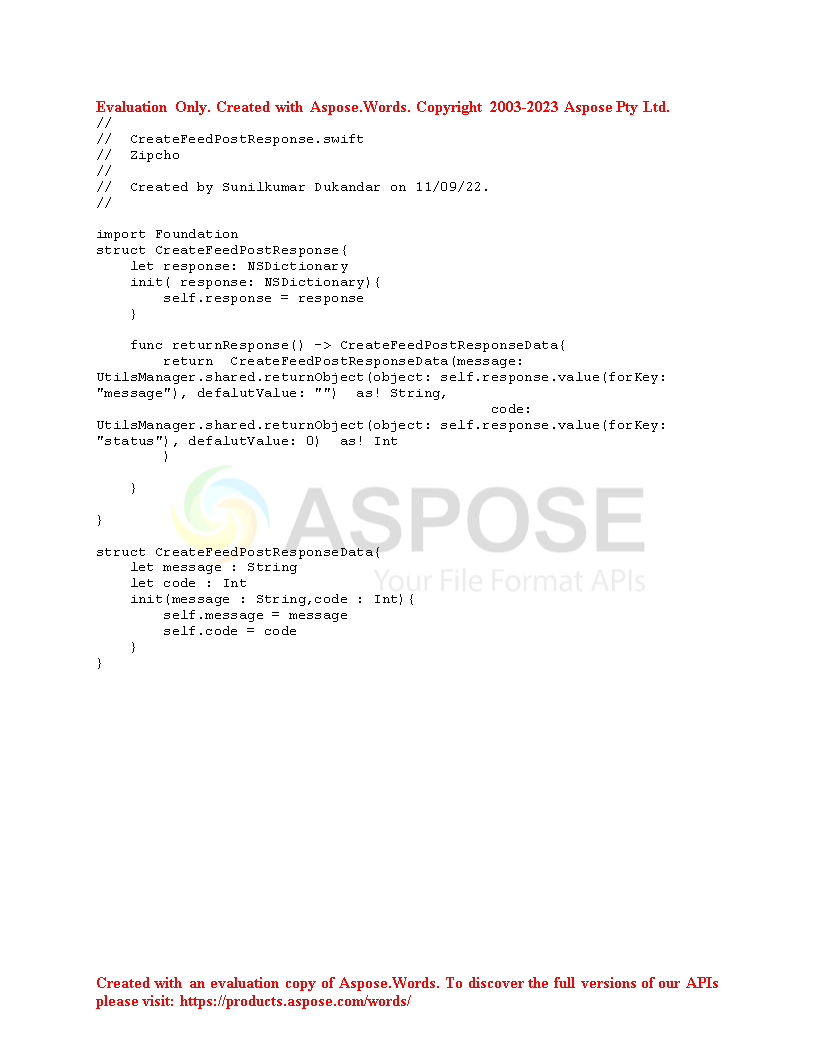 Evaluation Only. Created with Aspose.Words. Copyright 2003-2023 Aspose Pty Ltd.
//
//  CreateFeedPostResponse.swift
//  Zipcho
//
//  Created by Sunilkumar Dukandar on 11/09/22.
//

import Foundation
struct CreateFeedPostResponse{
    let response: NSDictionary
    init( response: NSDictionary){
        self.response = response
    }

    func returnResponse() -> CreateFeedPostResponseData{
        return  CreateFeedPostResponseData(message:
UtilsManager.shared.returnObject(object: self.response.value(forKey:
"message"), defalutValue: "")  as! String,
                                               code:
UtilsManager.shared.returnObject(object: self.response.value(forKey:
"status"), defalutValue: 0)  as! Int
        )

    }

}
ASPOSE
Your File Format APIs

struct CreateFeedPostResponseData{
    let message : String
    let code : Int
    init(message : String,code : Int){
        self.message = message
        self.code = code
    }
}

Created with an evaluation copy of Aspose.Words. To discover the full versions of our APIs
please visit: https://products.aspose.com/words/